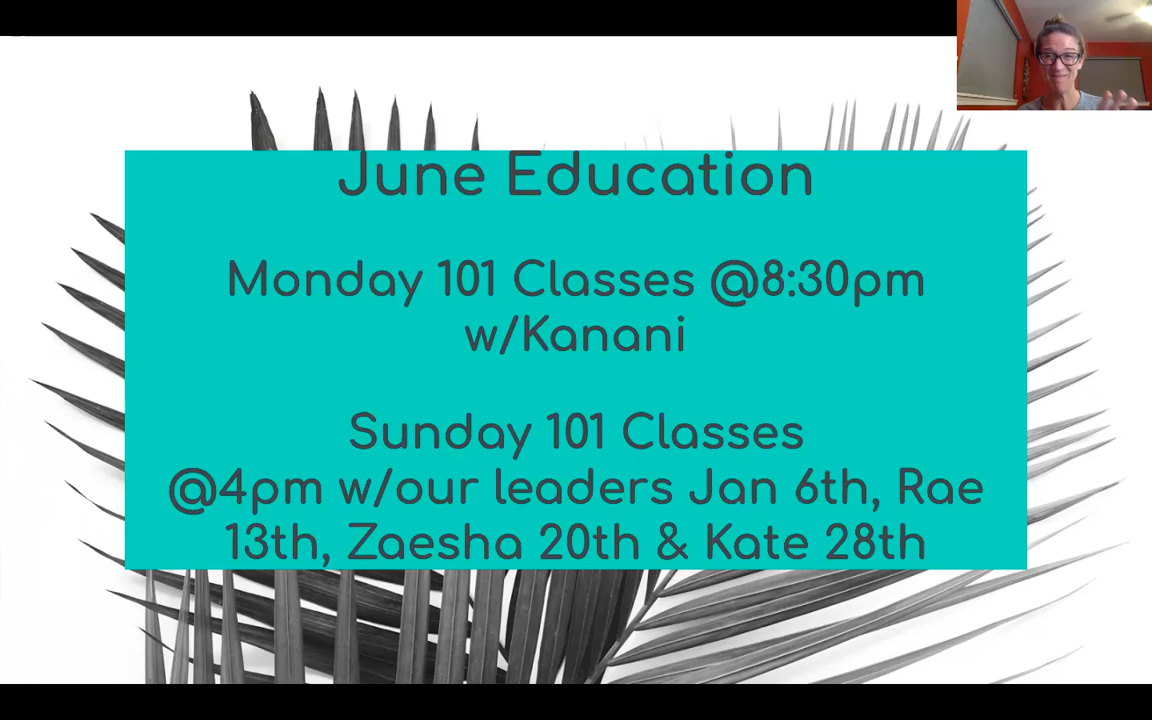 June Education
Monday 101 Classes @8:30pm
w/Kanani
Sunday 101 Classes
@4pm w/our leaders Jan 6th, Rae
13th, Zaesha 20th & Kate 28th